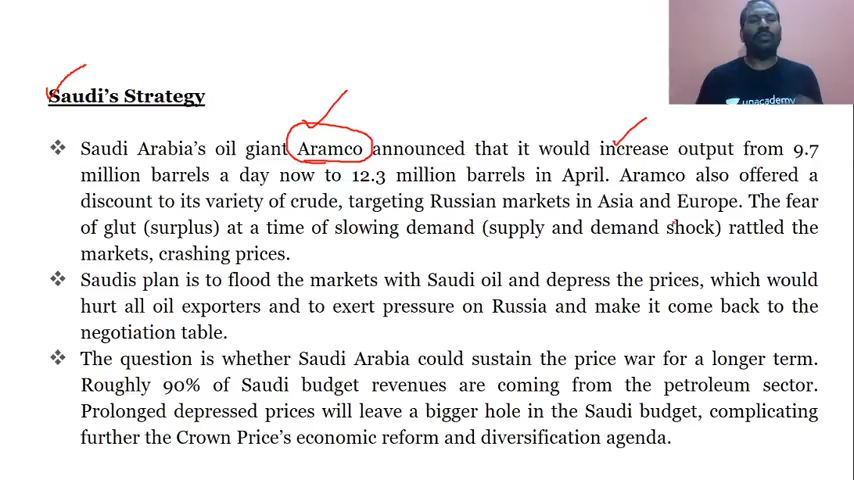 unacademy
Saudi's Strategy
❖ Saudi Arabia's oil giant Aramco announced that it would increase output from 9.7
million barrels a day now to 12.3 million barrels in April. Aramco also offered a
discount to its variety of crude, targeting Russian markets in Asia and Europe. The fear
of glut (surplus) at a time of slowing demand (supply and demand shock) rattled the
markets, crashing prices.
❖ Saudis plan is to flood the markets with Saudi oil and depress the prices, which would
hurt all oil exporters and to exert pressure on Russia and make it come back to the
negotiation table.
❖ The question is whether Saudi Arabia could sustain the price war for a longer term.
Roughly 90% of Saudi budget revenues are coming from the petroleum sector.
Prolonged depressed prices will leave a bigger hole in the Saudi budget, complicating
further the Crown Price's economic reform and diversification agenda.